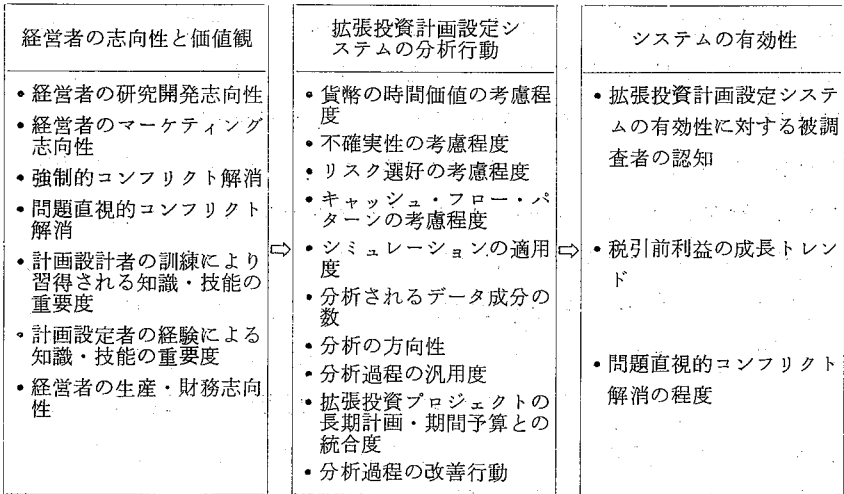 経営者の志向性と価値観
・経営者の研究開発志向性
・経営者のマーケティング
志向性
・強制的コンフリクト解消
・問題直視的コンフリクト
解消
・計画設計者の訓練により
習得される知識・技能の
重要度
・計画設定者の経験による
知識・技能の重要度
・経営者の生産・財務志向
性
⇨
拡張投資計画設定シ
ステムの分析行動
・貨幣の時間価値の考慮程
度
・不確実性の考慮程度
・リスク選好の考慮程度
・キャッシュ・フロー・パ
ターンの考慮程度
・シミュレーションの適用
度
・分析されるデータ成分の
数
・分析の方向性
・分析過程の汎用度
・拡張投資プロジェクトの
長期計画・期間予算との
統合度
・分析過程の改善行動
⇨
システムの有効性
・拡張投資計画設定システ
ムの有効性に対する被調
査者の認知
・税引前利益の成長トレン
ド
・問題直視的コンフリクト
解消の程度